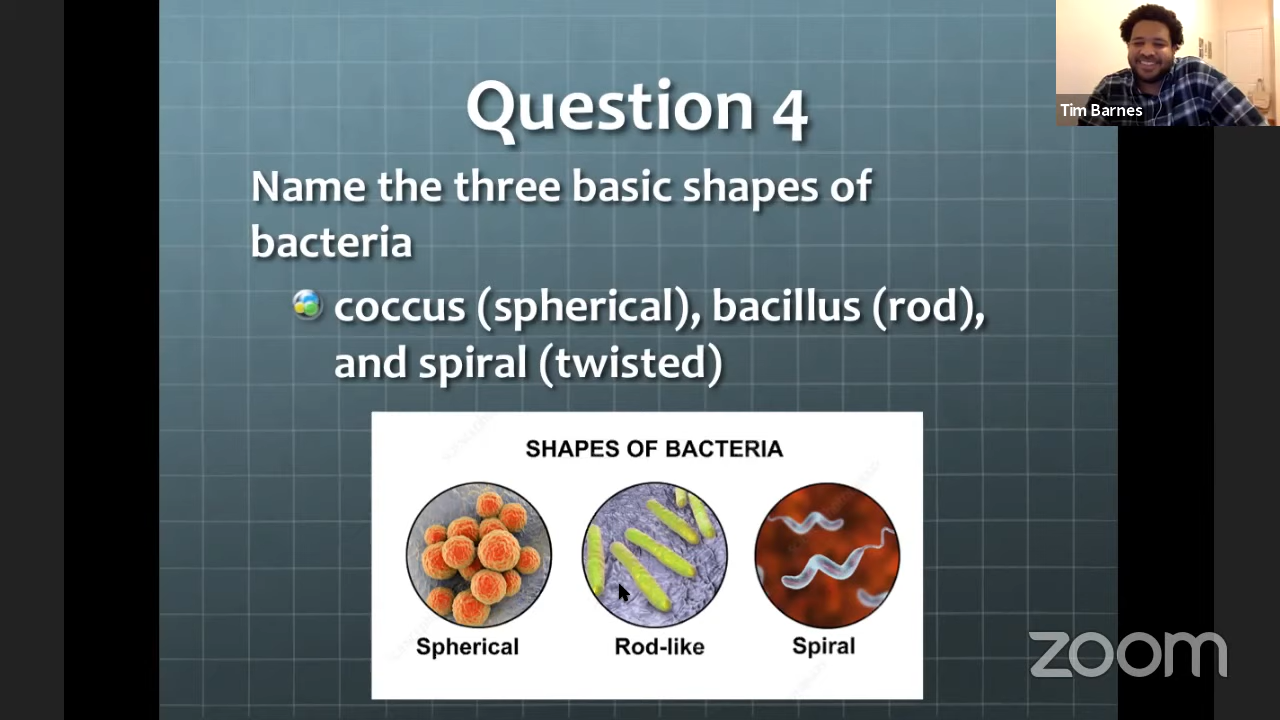 Question 4
Tim Barnes
Name the three basic shapes of
bacteria
coccus (spherical), bacillus (rod),
and spiral (twisted)
SHAPES OF BACTERIA
Spherical
Rod-like
Spiral
zoom